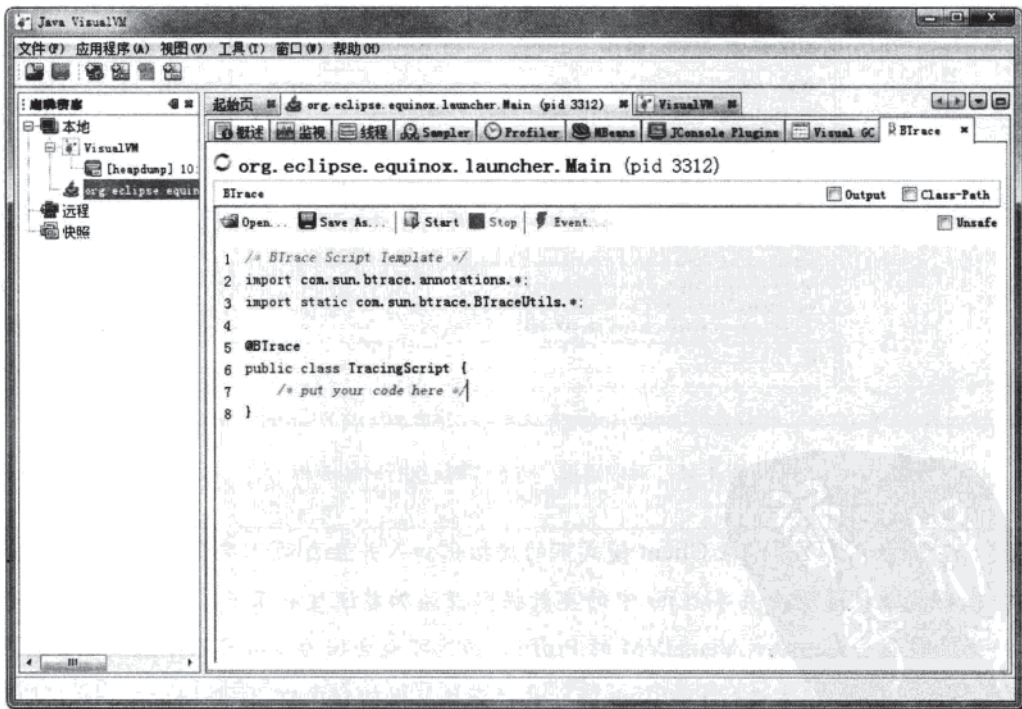 Java VisualVM
文件(F) 应用程序(A) 视图(V) 工具(T) 窗口(W) 帮助(H)
起始页 org.eclipse.equinox.launcher.Main (pid 3312) VisualVM
本地
VisualVM
[heapdump] 10:
org.eclipse.equin
远程
快照
概述 监视 线程 Sampler Profiler MBeans JConsole Plugins Visual GC BTrace
org.eclipse.equinox.launcher.Main (pid 3312)
BTrace Output Class-Path
Open... Save As... Start Stop Event... Unsafe
1 /* BTrace Script Template */
2 import com.sun.btrace.annotations.*;
3 import static com.sun.btrace.BTraceUtils.*;
4
5 @BTrace
6 public class TracingScript {
7 /* put your code here */
8 }